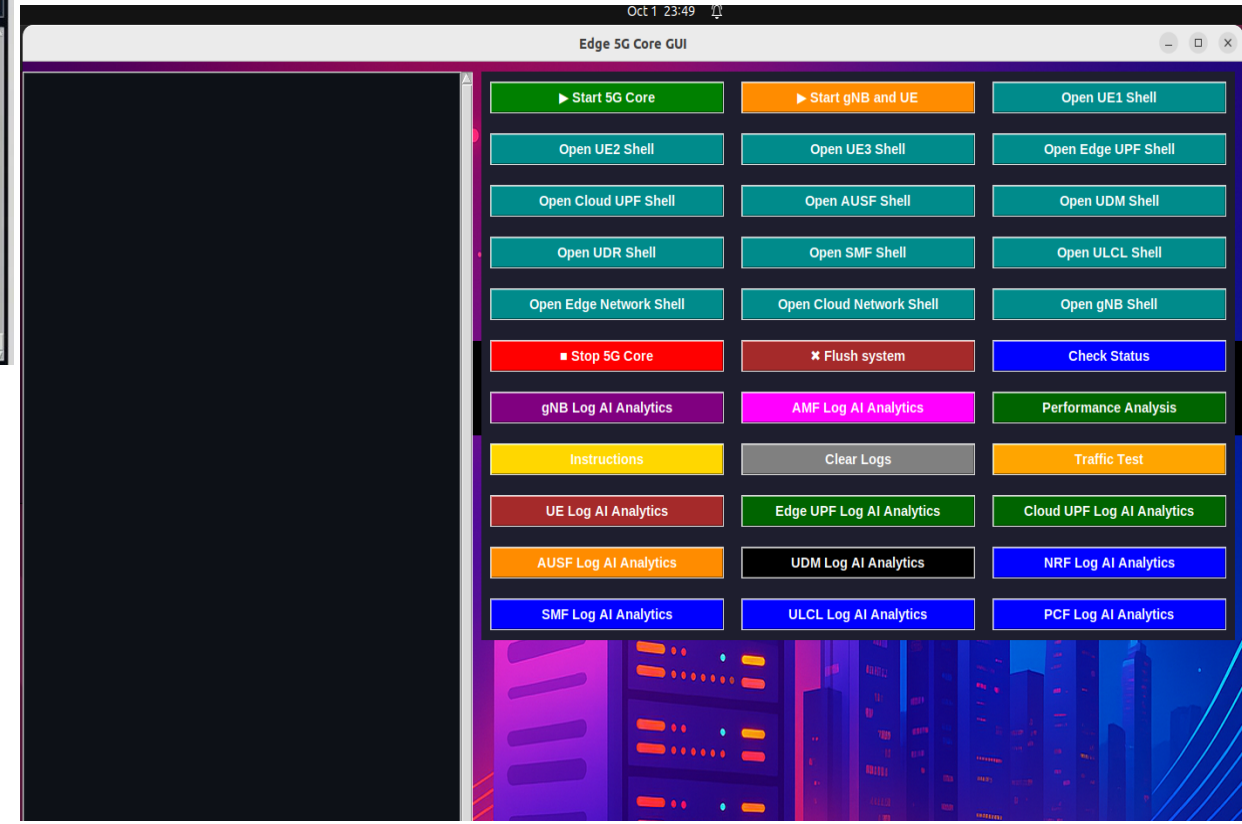 Oct 1 23:49
Edge 5G Core GUI
▶ Start 5G Core
▶ Start gNB and UE
Open UE1 Shell
Open UE2 Shell
Open UE3 Shell
Open Edge UPF Shell
Open Cloud UPF Shell
Open AUSF Shell
Open UDM Shell
Open UDR Shell
Open SMF Shell
Open ULCL Shell
Open Edge Network Shell
Open Cloud Network Shell
Open gNB Shell
■ Stop 5G Core
✖ Flush system
Check Status
gNB Log AI Analytics
AMF Log AI Analytics
Performance Analysis
Instructions
Clear Logs
Traffic Test
UE Log AI Analytics
Edge UPF Log AI Analytics
Cloud UPF Log AI Analytics
AUSF Log AI Analytics
UDM Log AI Analytics
NRF Log AI Analytics
SMF Log AI Analytics
ULCL Log AI Analytics
PCF Log AI Analytics